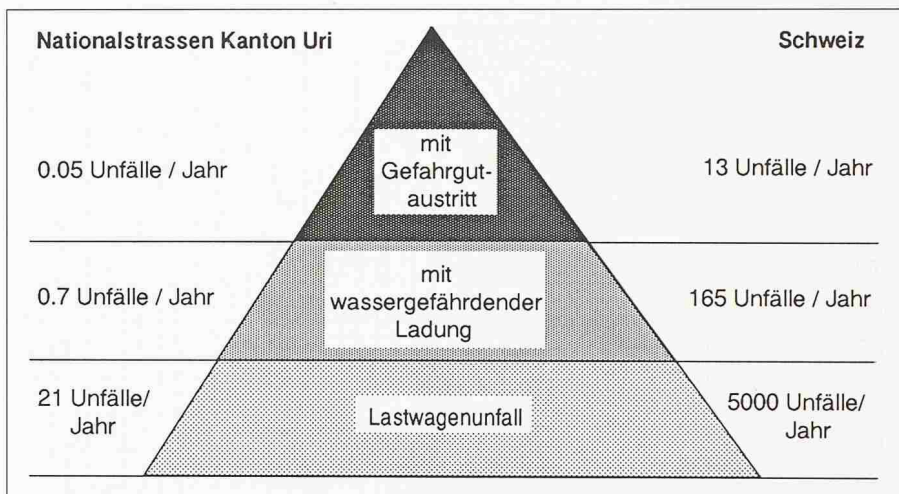 Nationalstrassen Kanton Uri
Schweiz
0.05 Unfälle / Jahr
mit
Gefahrgut-
austritt
13 Unfälle / Jahr
0.7 Unfälle / Jahr
mit
wassergefährdender
Ladung
165 Unfälle / Jahr
21 Unfälle/
Jahr
Lastwagenunfall
5000 Unfälle/
Jahr